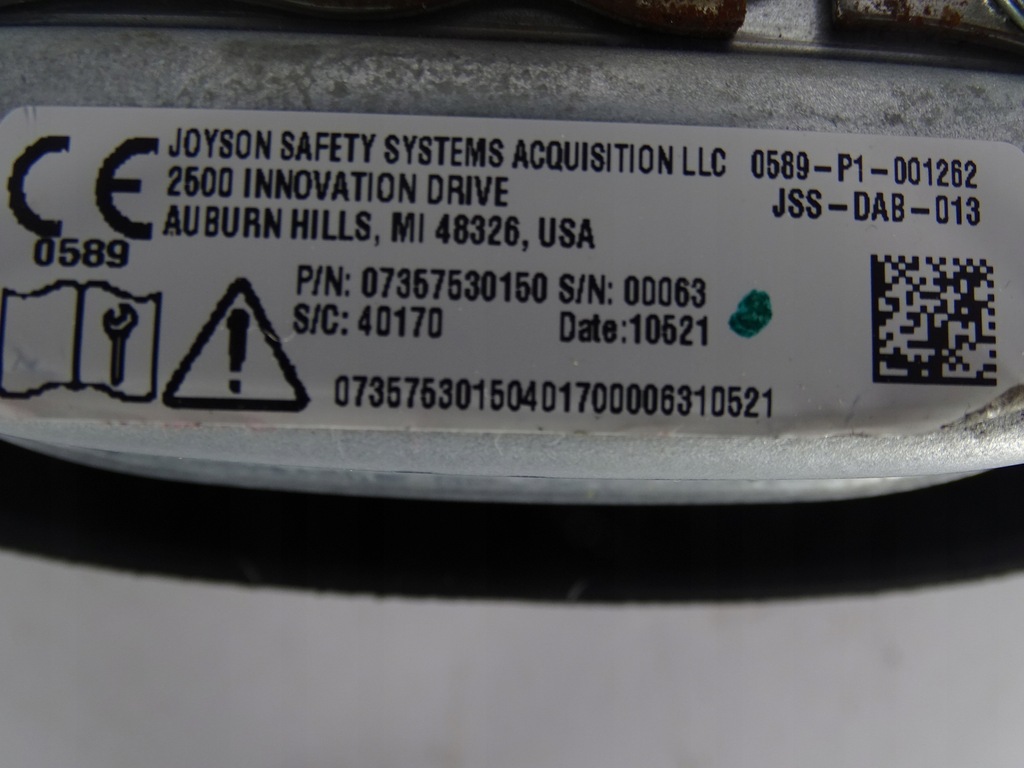 CE JOYSON SAFETY SYSTEMS ACQUISITION LLC 0589-P1-001262
2500 INNOVATION DRIVE JSS-DAB-013
AUBURN HILLS, MI 48326, USA
0589
P/N: 07357530150 S/N: 00063
S/C: 40170 Date:10521
07357530150401700006310521